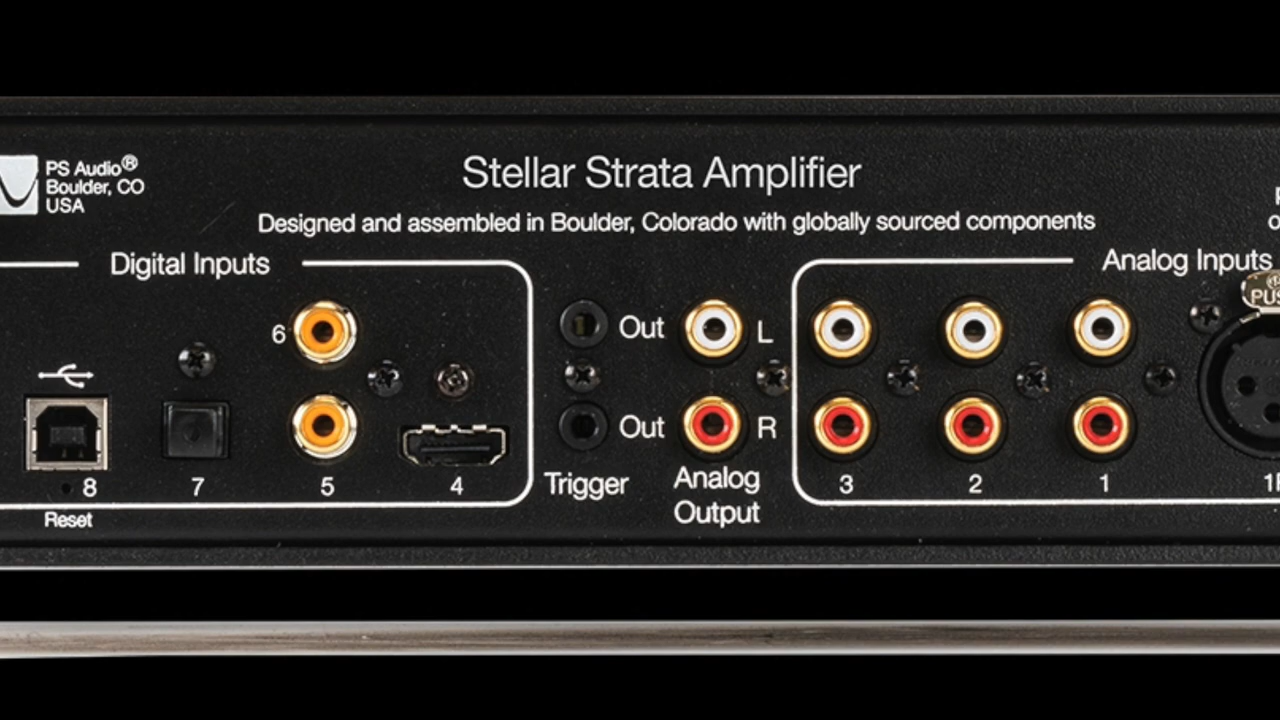 PS Audio®
Boulder, CO
USA
Stellar Strata Amplifier
Designed and assembled in Boulder, Colorado with globally sourced components
Digital Inputs
Analog Inputs
6
Out
L
Out
R
8
7
5
4
Trigger
Analog
Output
3
2
1
Reset